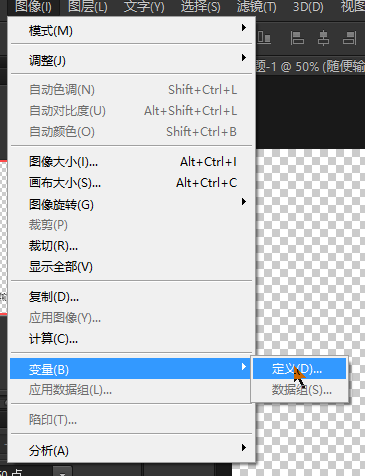 图像(I) 图层(L) 文字(Y) 选择(S) 滤镜(T) 3D(D) 视图
模式(M)
调整(J)
题-1 @ 50% (随便输
自动色调(N) Shift+Ctrl+L
自动对比度(U) Alt+Shift+Ctrl+L
自动颜色(O) Shift+Ctrl+B
图像大小(I)... Alt+Ctrl+I
画布大小(S)... Alt+Ctrl+C
图像旋转(G)
裁剪(P)
裁切(R)...
显示全部(V)
复制(D)...
应用图像(Y)...
计算(C)...
变量(B) 定义(D)...
应用数据组(L)... 数据组(S)...
陷印(T)...
分析(A)
点